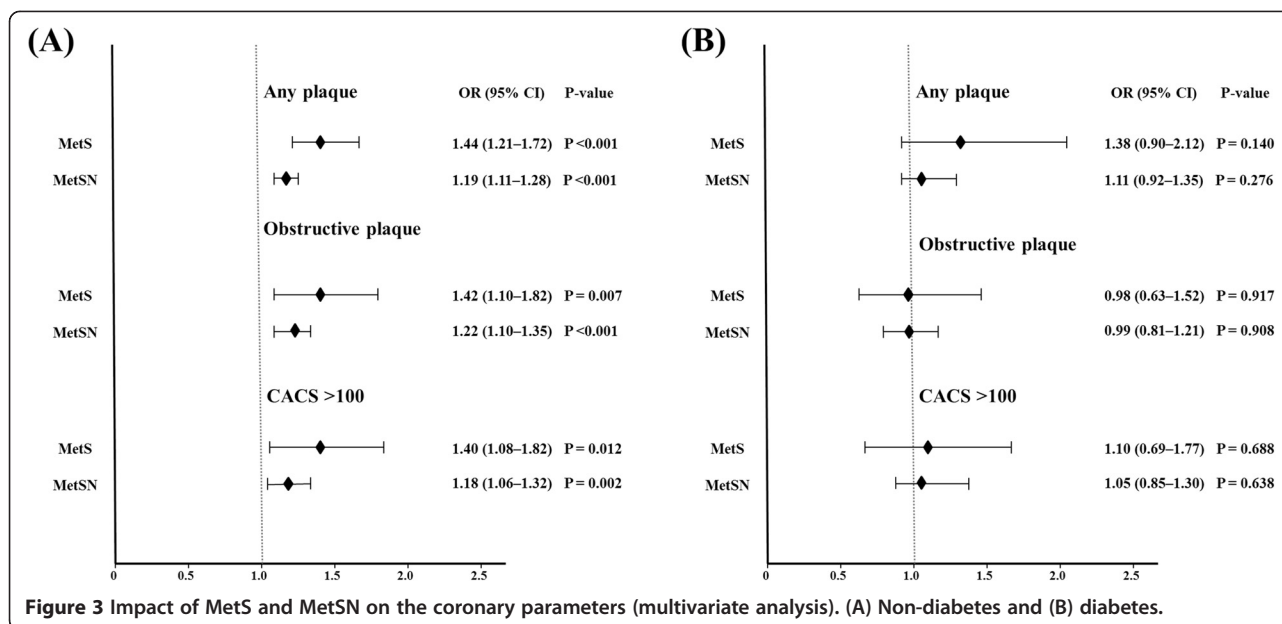 (A)
Any plaque OR (95% CI) P-value
MetS 1.44 (1.21–1.72) P <0.001
MetSN 1.19 (1.11–1.28) P <0.001
Obstructive plaque
MetS 1.42 (1.10–1.82) P = 0.007
MetSN 1.22 (1.10–1.35) P <0.001
CACS >100
MetS 1.40 (1.08–1.82) P = 0.012
MetSN 1.18 (1.06–1.32) P = 0.002
0 0.5 1.0 1.5 2.0 2.5
(B)
Any plaque OR (95% CI) P-value
MetS 1.38 (0.90–2.12) P = 0.140
MetSN 1.11 (0.92–1.35) P = 0.276
Obstructive plaque
MetS 0.98 (0.63–1.52) P = 0.917
MetSN 0.99 (0.81–1.21) P = 0.908
CACS >100
MetS 1.10 (0.69–1.77) P = 0.688
MetSN 1.05 (0.85–1.30) P = 0.638
0 0.5 1.0 1.5 2.0 2.5
Figure 3 Impact of MetS and MetSN on the coronary parameters (multivariate analysis). (A) Non-diabetes and (B) diabetes.